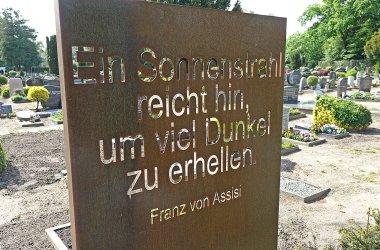 Ein Sonnenstrahl
reicht hin,
um viel Dunkel
zu erhellen.
Franz von Assisi